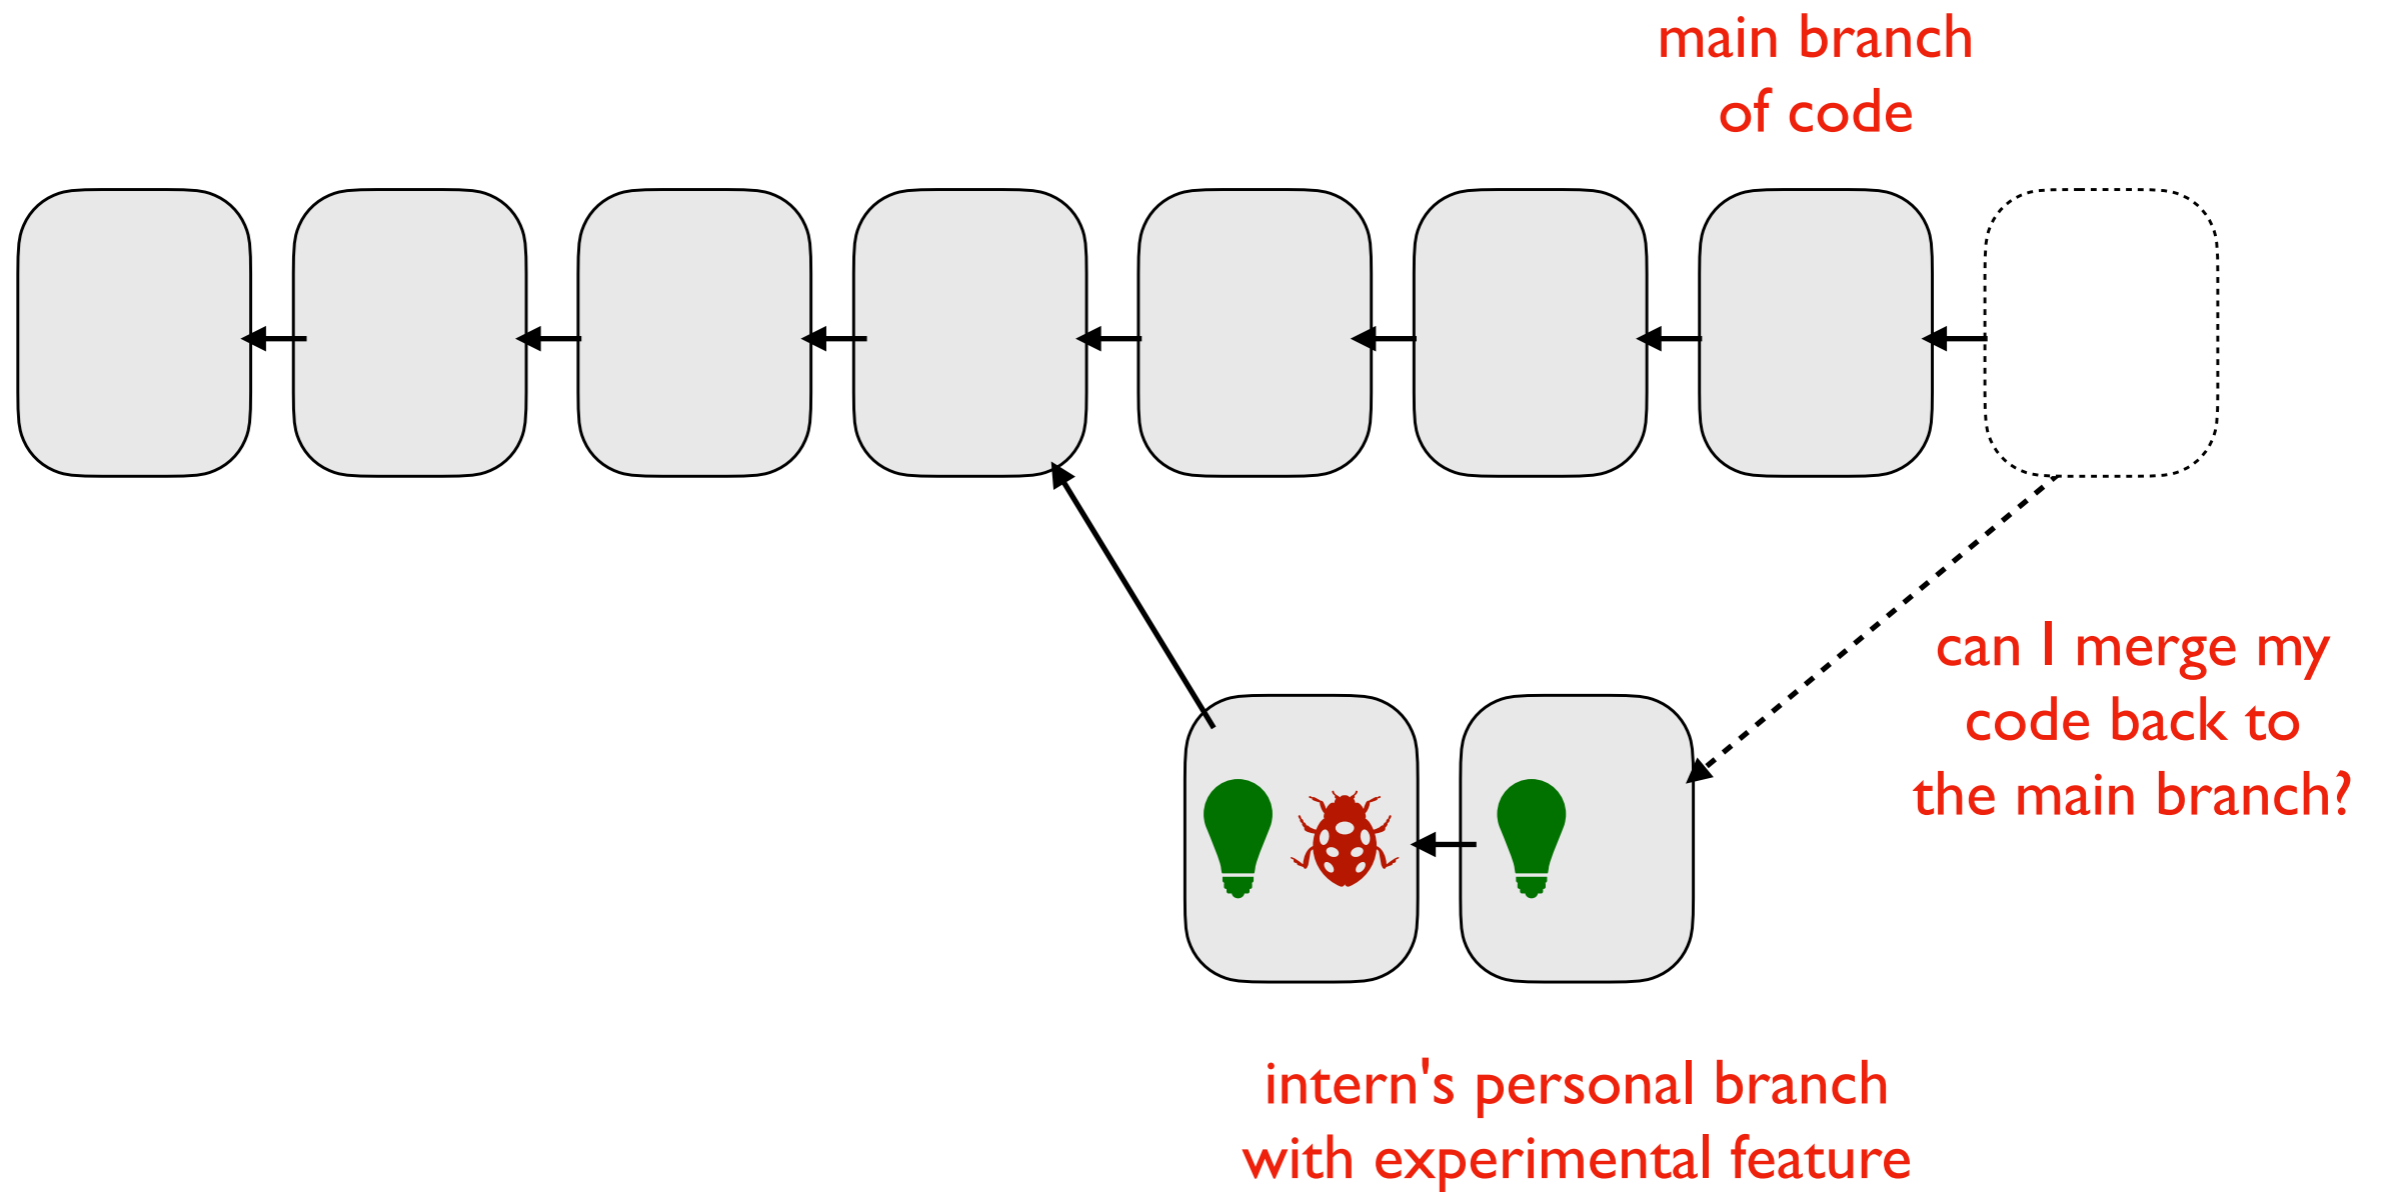 main branch
of code
can I merge my
code back to
the main branch?
intern's personal branch
with experimental feature